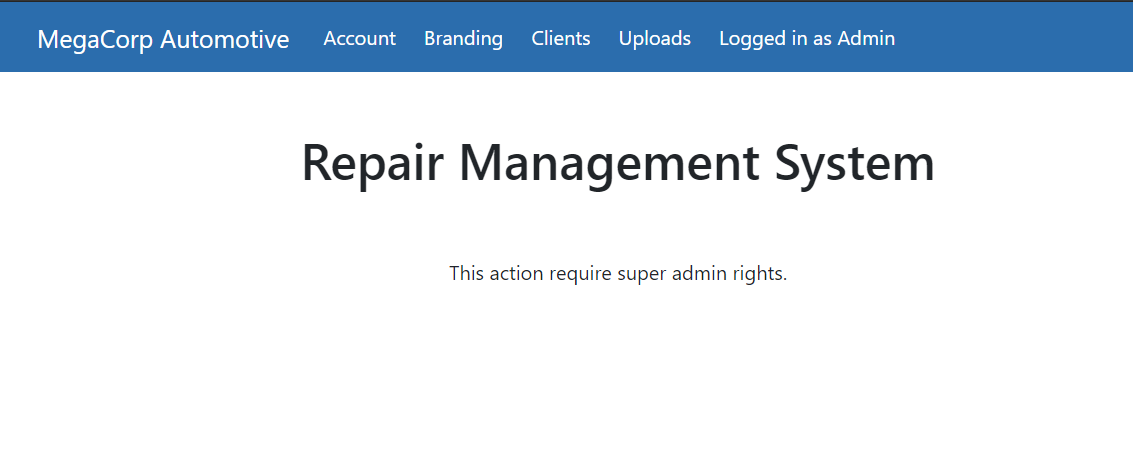 MegaCorp Automotive Account Branding Clients Uploads Logged in as Admin
Repair Management System
This action require super admin rights.